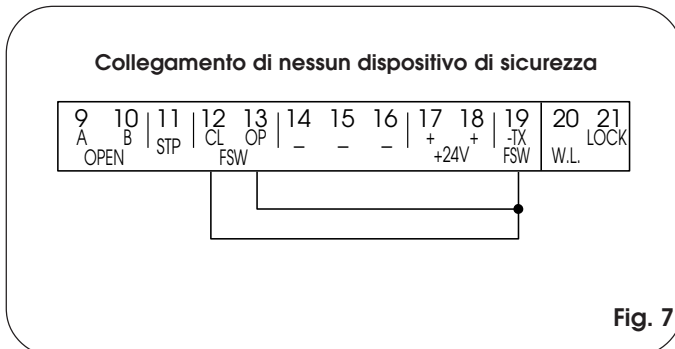 Collegamento di nessun dispositivo di sicurezza
9 10 11 12 13 14 15 16 17 18 19 20 21
A B STP CL OP – – – + + -TX LOCK
OPEN FSW +24V FSW W.L.
Fig. 7